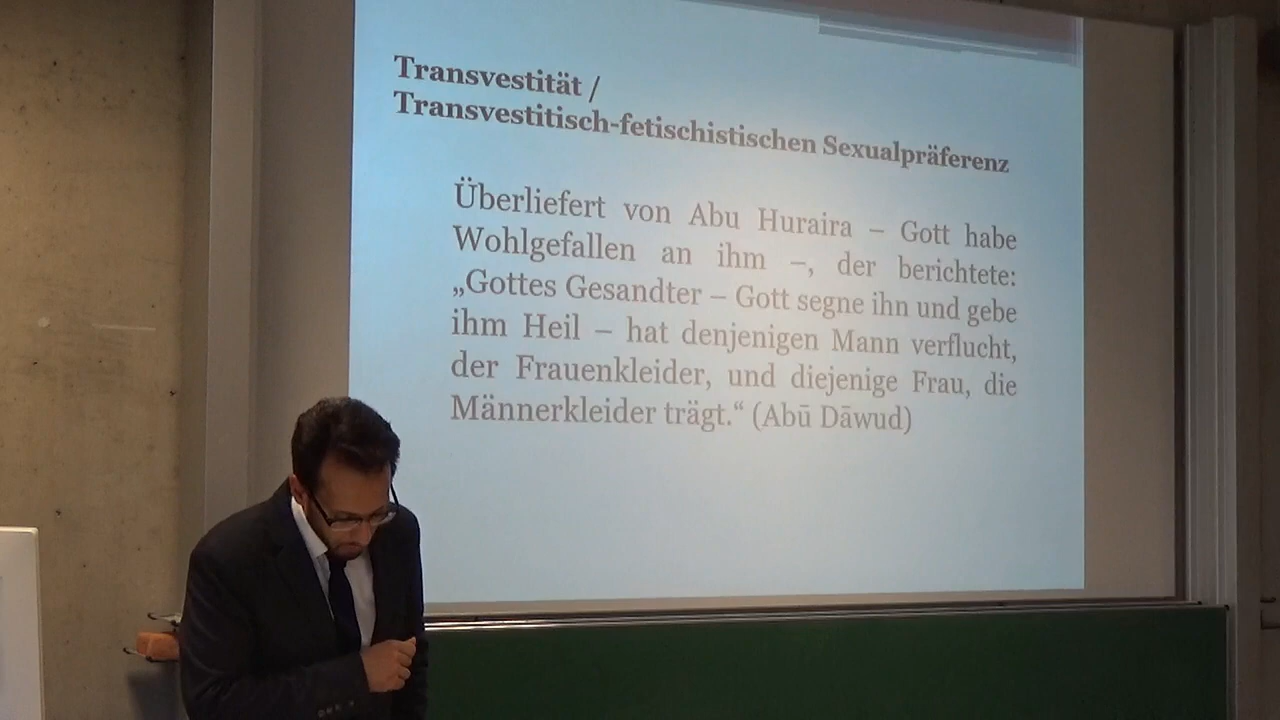 Transvestität /
Transvestitisch-fetischistischen Sexualpräferenz
Überliefert von Abu Huraira – Gott habe
Wohlgefallen an ihm –, der berichtete:
„Gottes Gesandter – Gott segne ihn und gebe
ihm Heil – hat denjenigen Mann verflucht,
der Frauenkleider, und diejenige Frau, die
Männerkleider trägt.“ (Abū Dāwud)